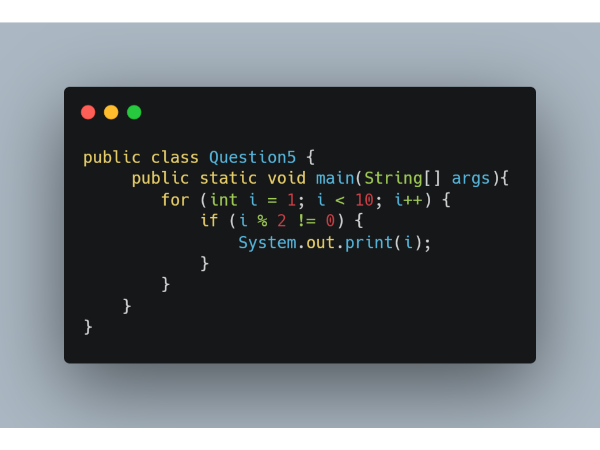 public class Question5 {
     public static void main(String[] args){
        for (int i = 1; i < 10; i++) {
            if (i % 2 != 0) {
                System.out.print(i);
            }
        }
    }
}